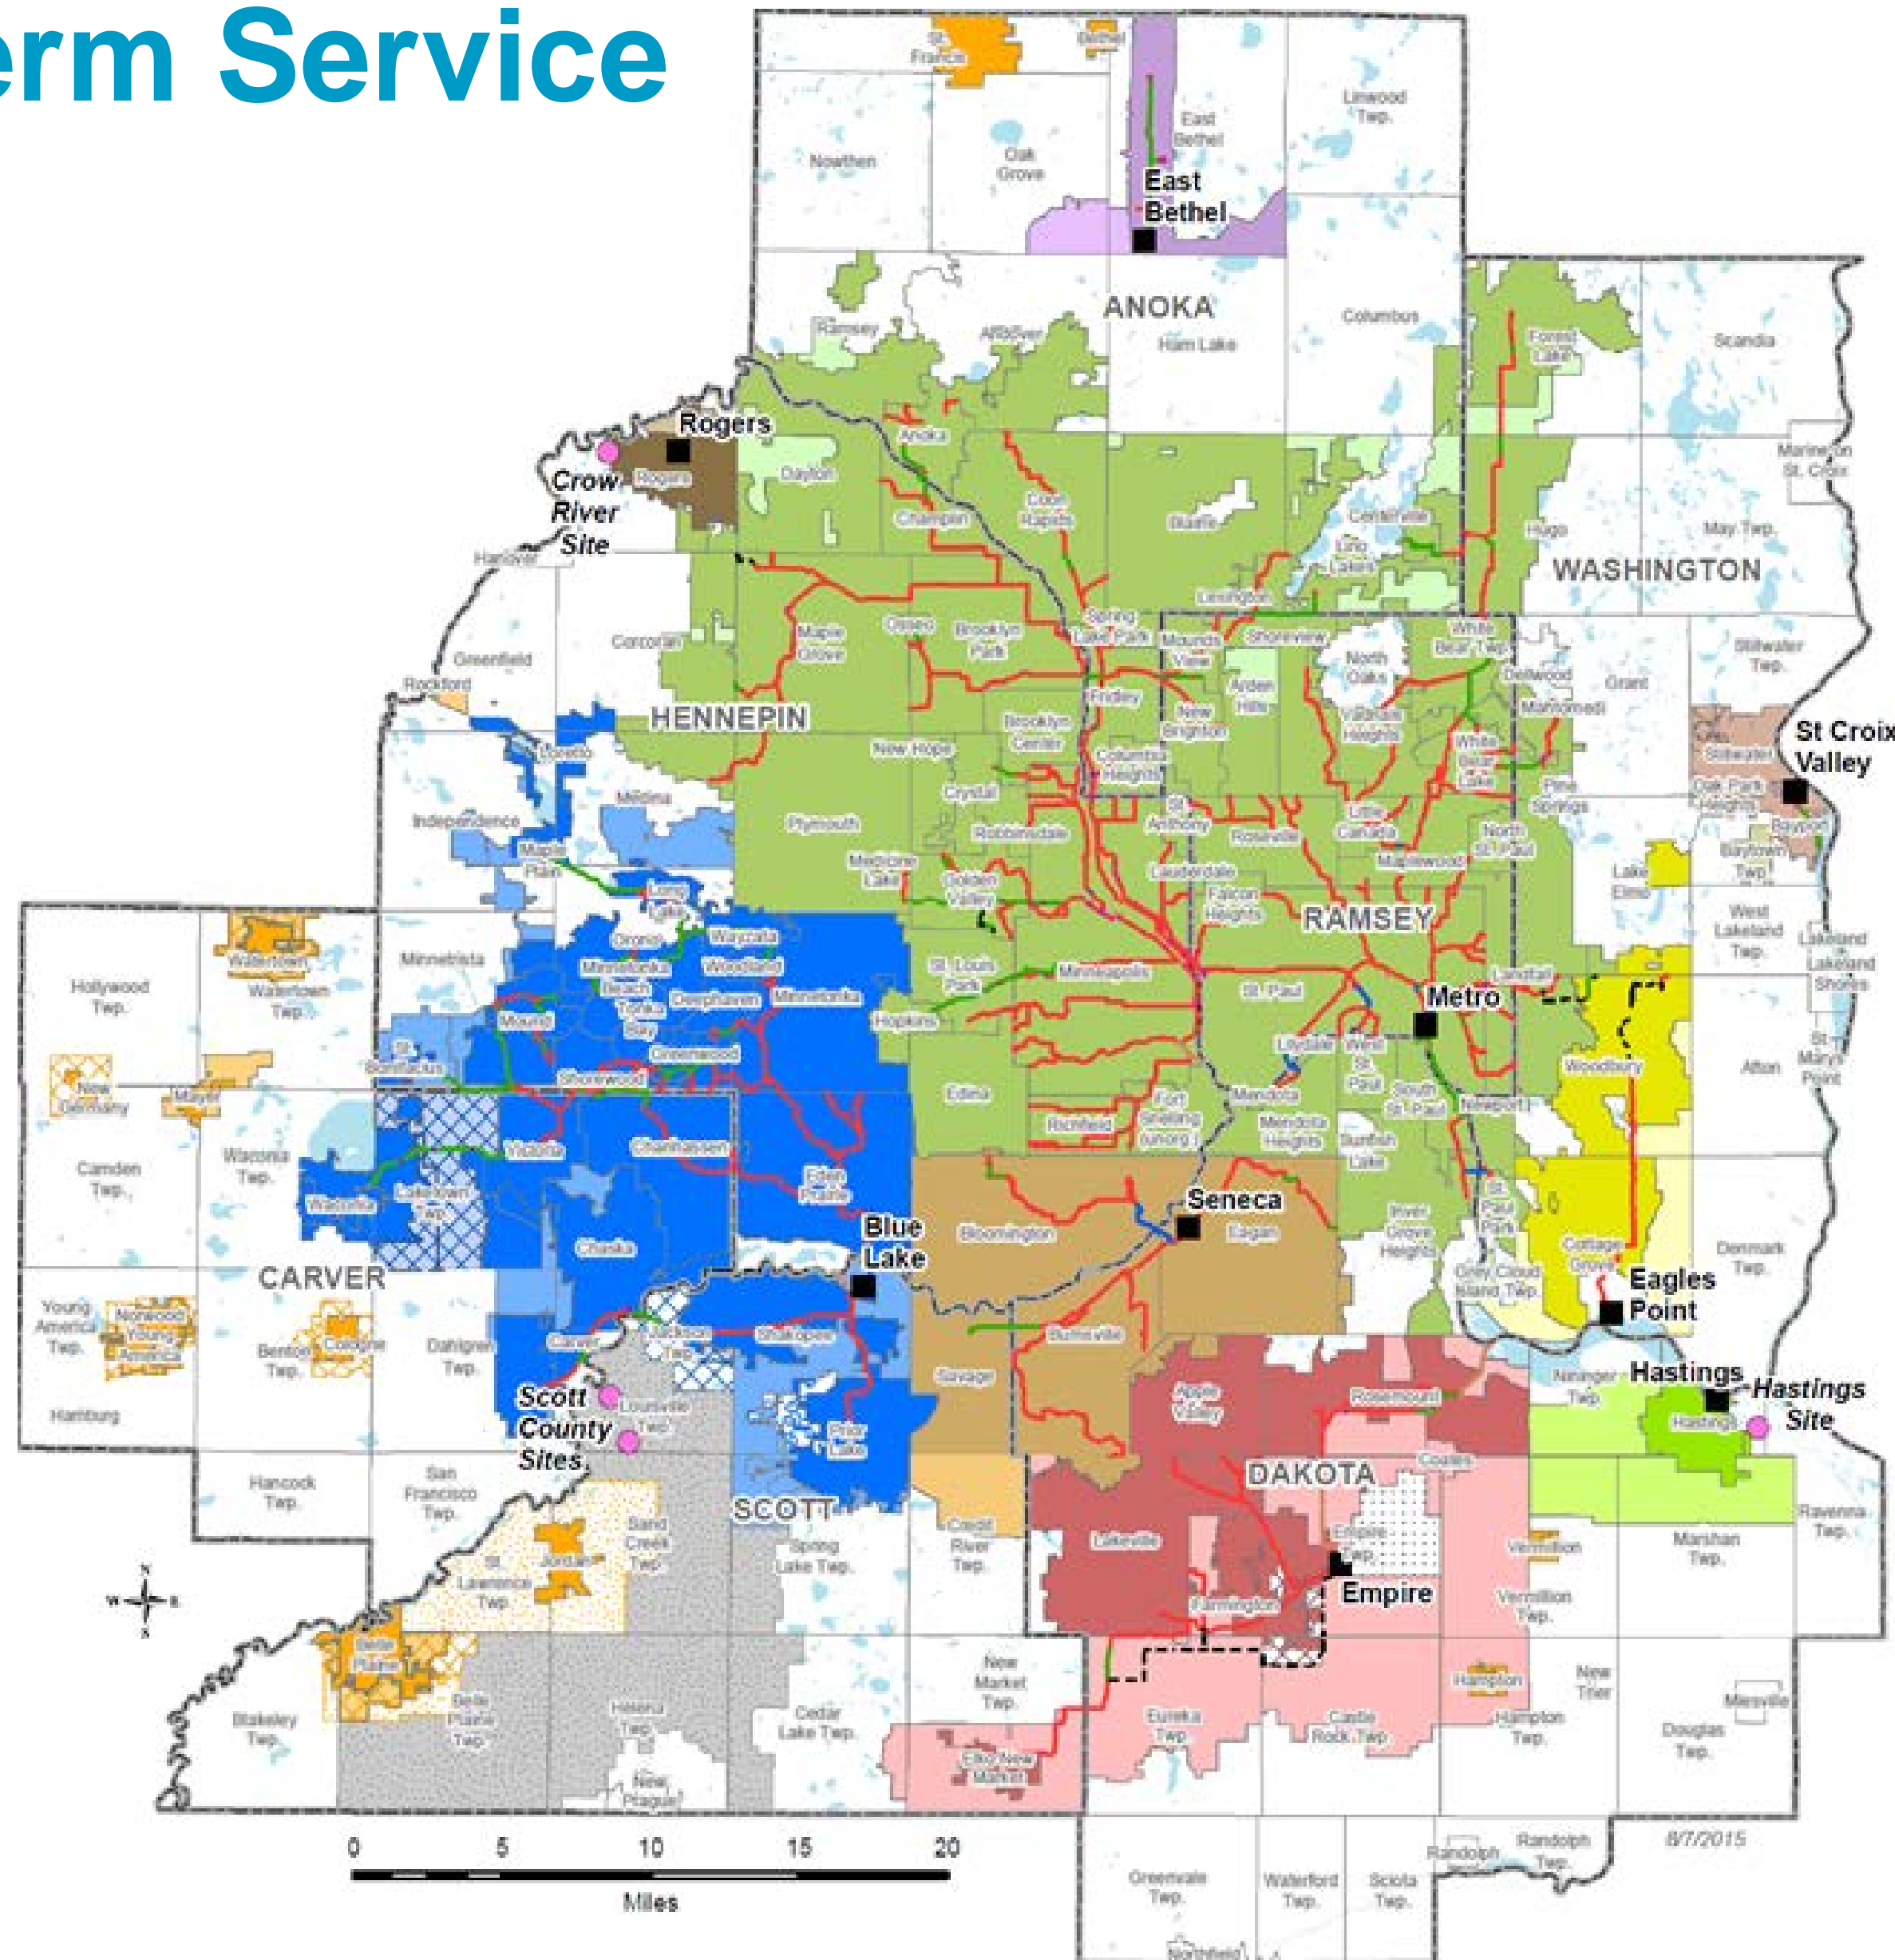 erm Service
St.
Francis
Bethel
Linwood
Twp.
East
Bethel
Nowthen
Oak
Grove
East
Bethel
ANOKA
Ramsey
Andover
Ham Lake
Columbus
Forest
Lake
Scandia
Rogers
Rogers
Crow
River
Site
Dayton
Anoka
Champlin
Coon
Rapids
Blaine
Centerville
Lino
Lakes
Hugo
Marine on
St. Croix
May Twp.
WASHINGTON
Hanover
Lexington
Corcoran
Greenfield
Rockford
Maple
Grove
Osseo
Brooklyn
Park
Spring
Lake Park
Mounds
View
Shoreview
North
Oaks
White
Bear Twp.
Dellwood
Grant
Stillwater
Twp.
HENNEPIN
Fridley
Arden
Hills
New
Brighton
Vadnais
Heights
Mahtomedi
Brooklyn
Center
New Hope
Columbia
Heights
White
Bear
Lake
Stillwater
St Croix
Valley
Loretto
Medina
Independence
Crystal
Robbinsdale
Plymouth
St.
Anthony
Roseville
Little
Canada
Pine
Springs
Oak Park
Heights
Bayport
Maple
Plain
Medicine
Lake
Golden
Valley
Lauderdale
Maplewood
North
St. Paul
Baytown
Twp.
Long
Lake
Falcon
Heights
RAMSEY
Lake
Elmo
West
Lakeland
Twp.
Orono
Wayzata
Watertown
Minnetrista
Minnetonka
Beach
Woodland
Lakeland
Lakeland
Shores
Hollywood
Twp.
Watertown
Twp.
Tonka
Bay
Deephaven
Minnetonka
St. Louis
Park
Minneapolis
St. Paul
Landfall
Metro
Mound
Hopkins
St.
Bonifacius
Greenwood
Lilydale
West
St.
Paul
Woodbury
Afton
St.
Marys
Point
New
Germany
Mayer
Shorewood
Edina
Richfield
Fort
Snelling
(unorg.)
Mendota
South
St. Paul
Newport
Camden
Twp.
Waconia
Twp.
Victoria
Chanhassen
Mendota
Heights
Sunfish
Lake
Waconia
Laketown
Twp.
Eden
Prairie
Bloomington
Seneca
Eagan
Inver
Grove
Heights
St.
Paul
Park
Chaska
Blue
Lake
Cottage
Grove
Denmark
Twp.
CARVER
Grey Cloud
Island Twp.
Eagles
Point
Young
America
Twp.
Norwood
Young
America
Benton
Twp.
Cologne
Dahlgren
Twp.
Carver
Jackson
Twp.
Shakopee
Burnsville
Hamburg
Scott
County
Sites
Louisville
Twp.
Savage
Apple
Valley
Rosemount
Nininger
Twp.
Hastings
Hastings
Hastings
Site
Prior
Lake
Hancock
Twp.
San
Francisco
Twp.
DAKOTA
Coates
SCOTT
Sand
Creek
Twp.
Spring
Lake Twp.
Credit
River
Twp.
Lakeville
Empire
Twp.
Vermillion
Marshan
Twp.
Ravenna
Twp.
St.
Lawrence
Twp.
Jordan
Empire
Farmington
Vermillion
Twp.
Belle
Plaine
Belle
Plaine
Twp.
Blakeley
Twp.
Helena
Twp.
Cedar
Lake Twp.
New
Market
Twp.
Elko New
Market
Eureka
Twp.
Castle
Rock Twp.
Hampton
Hampton
Twp.
New
Trier
Douglas
Twp.
Miesville
New
Prague
N
W
S
0 5 10 15 20
Miles
8/7/2015
Greenvale
Twp.
Waterford
Twp.
Sciota
Twp.
Randolph
Randolph
Twp.
Northfield